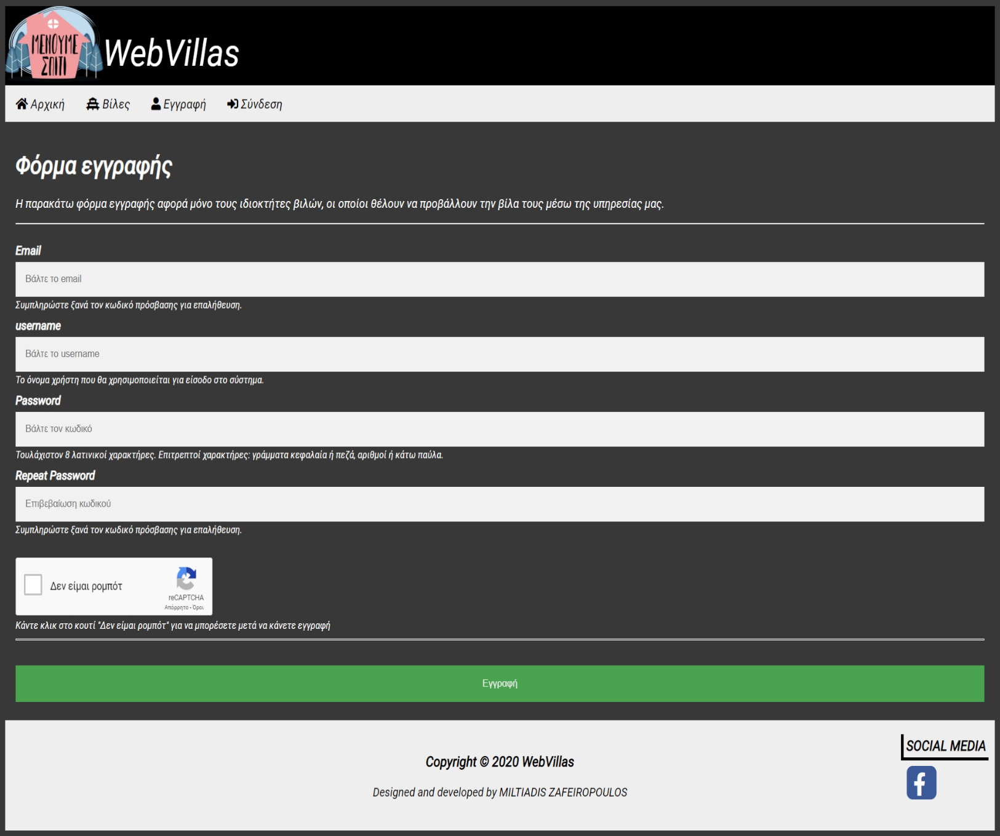 ΜΕΝΟΥΜΕ
ΣΠΙΤΙ
WebVillas
Αρχική Βίλες Εγγραφή Σύνδεση
Φόρμα εγγραφής
Η παρακάτω φόρμα εγγραφής αφορά μόνο τους ιδιοκτήτες βιλών, οι οποίοι θέλουν να προβάλλουν την βίλα τους μέσω της υπηρεσίας μας.
Email
Βάλτε το email
Συμπληρώστε ξανά τον κωδικό πρόσβασης για επαλήθευση.
username
Βάλτε το username
Το όνομα χρήστη που θα χρησιμοποιείται για είσοδο στο σύστημα.
Password
Βάλτε τον κωδικό
Τουλάχιστον 8 λατινικοί χαρακτήρες. Επιτρεπτοί χαρακτήρες: γράμματα κεφαλαία ή πεζά, αριθμοί ή κάτω παύλα.
Repeat Password
Επιβεβαίωση κωδικού
Συμπληρώστε ξανά τον κωδικό πρόσβασης για επαλήθευση.
Δεν είμαι ρομπότ
reCAPTCHA
Απόρρητο - Όροι
Κάντε κλικ στο κουτί "Δεν είμαι ρομπότ" για να μπορέσετε μετά να κάνετε εγγραφή
Εγγραφή
SOCIAL MEDIA
Copyright © 2020 WebVillas
Designed and developed by MILTIADIS ZAFEIROPOULOS